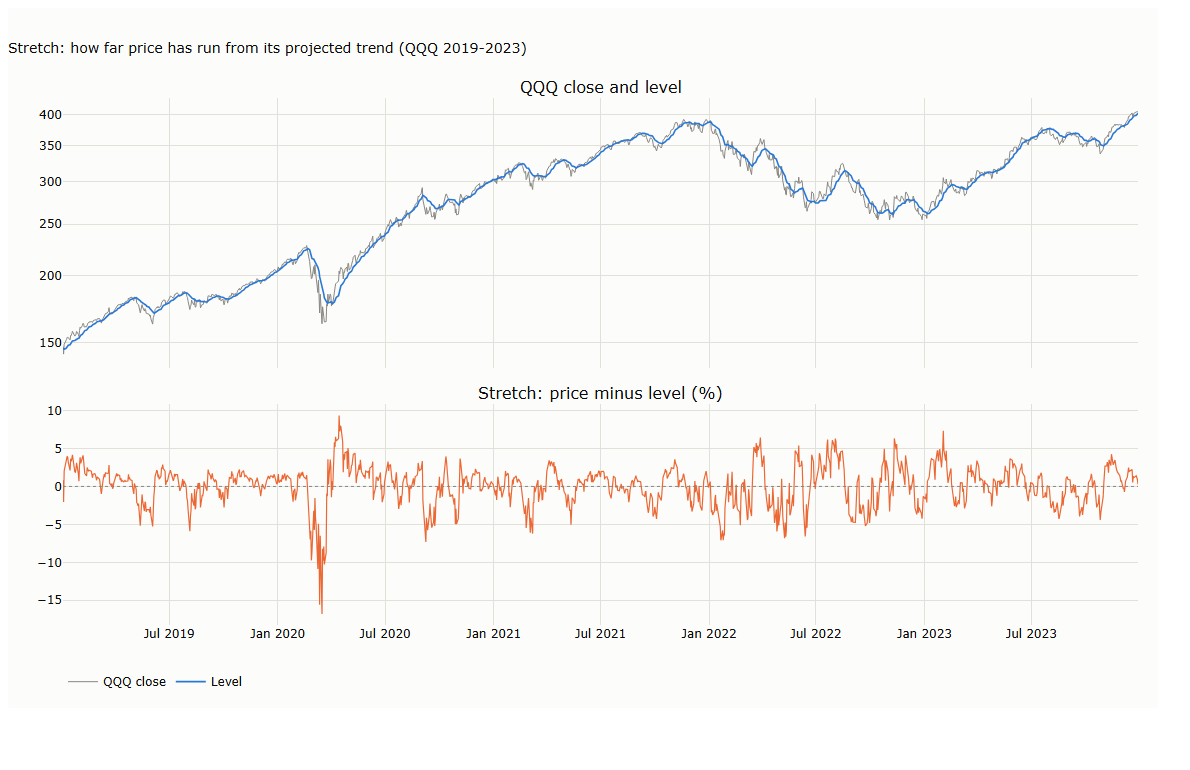 Stretch: how far price has run from its projected trend (QQQ 2019-2023)
QQQ close and level
400
350
300
250
200
150
Stretch: price minus level (%)
10
5
0
−5
−10
−15
Jul 2019 Jan 2020 Jul 2020 Jan 2021 Jul 2021 Jan 2022 Jul 2022 Jan 2023 Jul 2023
QQQ close Level